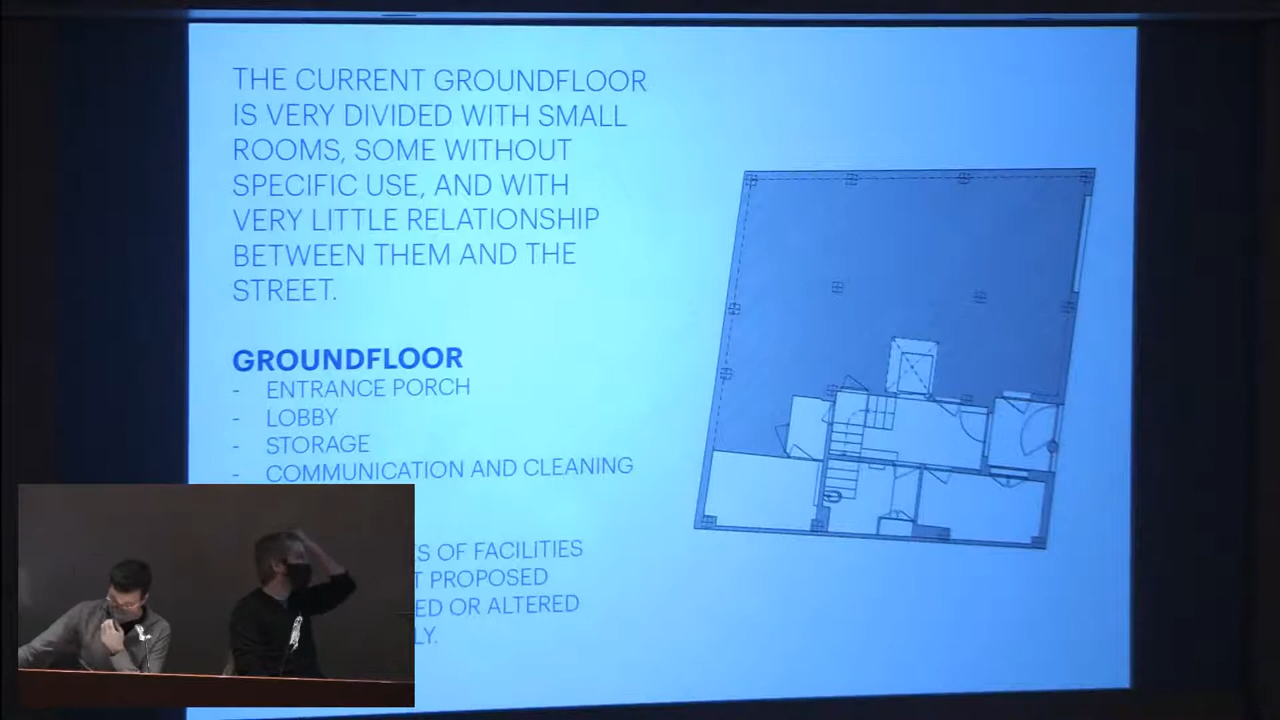 THE CURRENT GROUNDFLOOR
IS VERY DIVIDED WITH SMALL
ROOMS, SOME WITHOUT
SPECIFIC USE, AND WITH
VERY LITTLE RELATIONSHIP
BETWEEN THEM AND THE
STREET.
GROUNDFLOOR
- ENTRANCE PORCH
- LOBBY
- STORAGE
- COMMUNICATION AND CLEANING
OF FACILITIES
PROPOSED
OR ALTERED